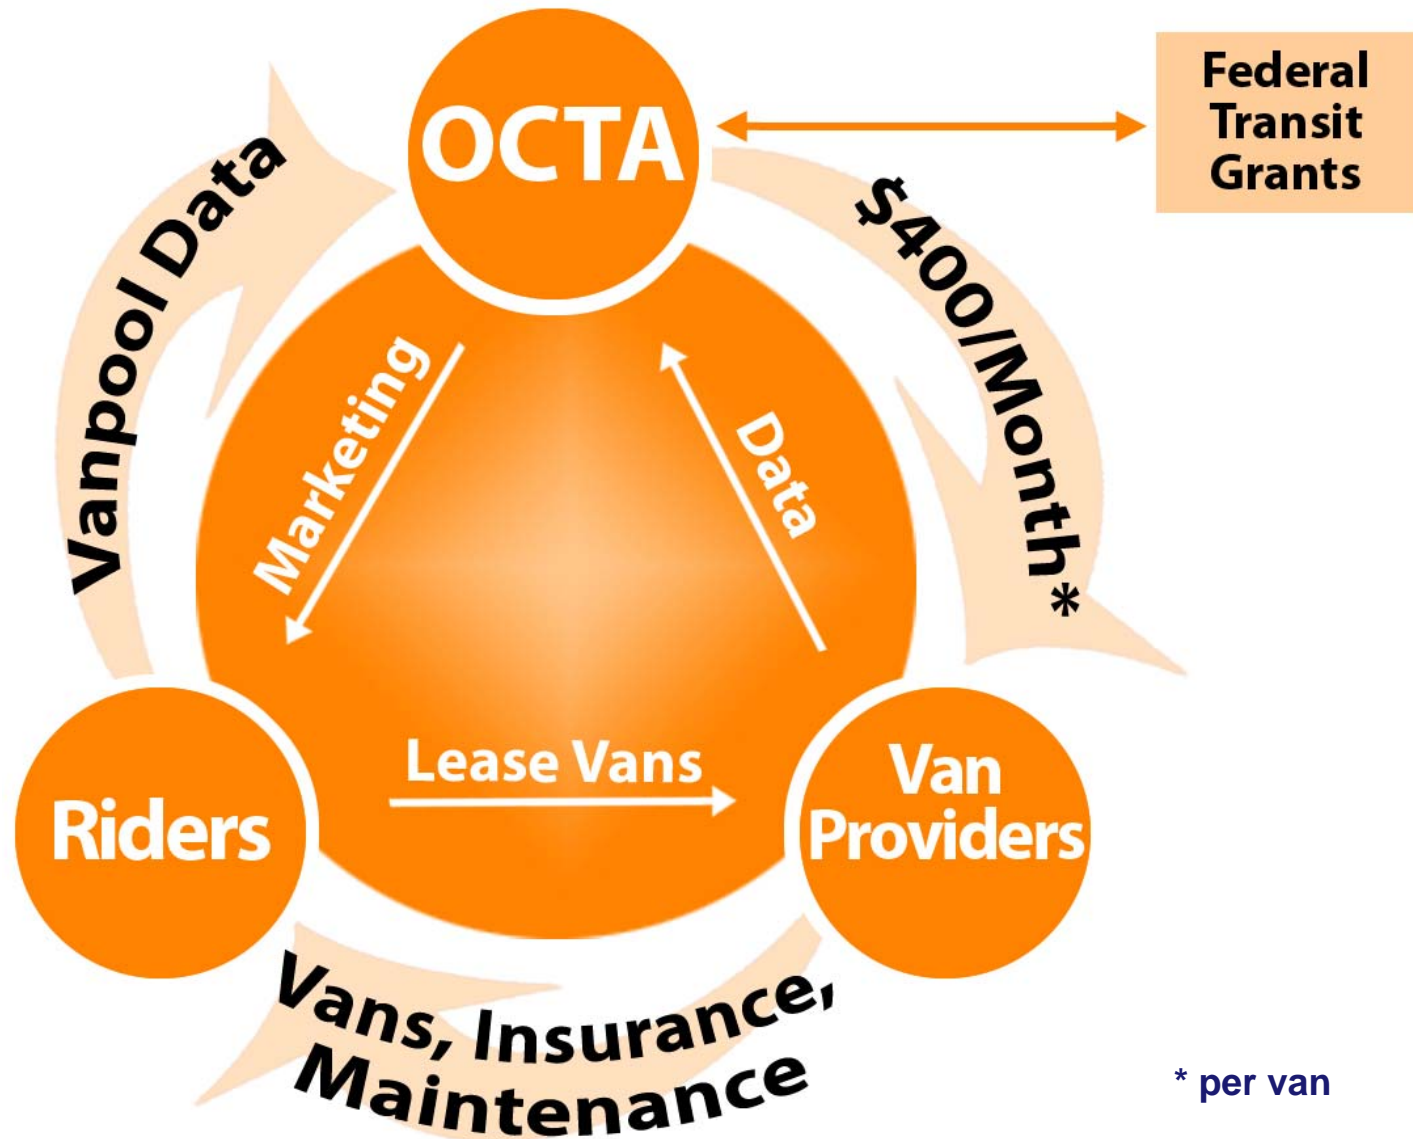 OCTA
Federal
Transit
Grants
Vanpool Data
$400/Month*
Marketing
Data
Lease Vans
Riders
Van
Providers
Vans, Insurance,
Maintenance
* per van